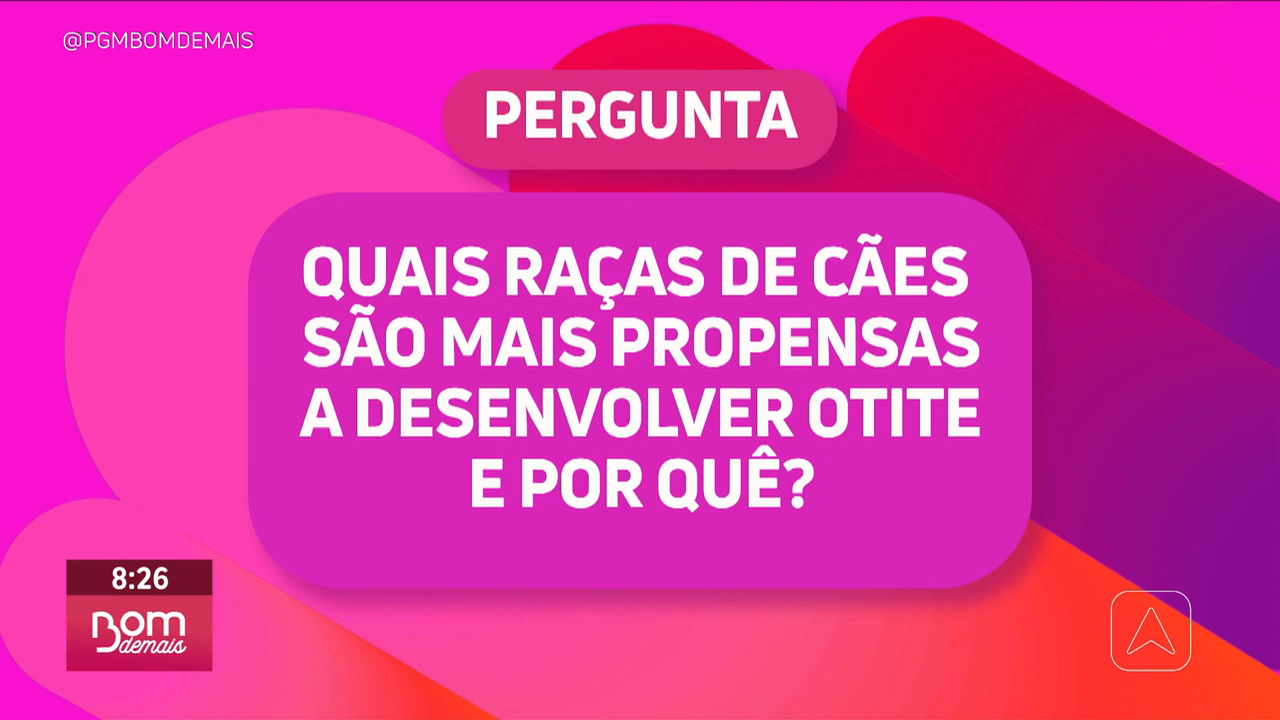 @PGMBOMDEMAIS
PERGUNTA
QUAIS RAÇAS DE CÃES
SÃO MAIS PROPENSAS
A DESENVOLVER OTITE
E POR QUÊ?
8:26
Bom
demais